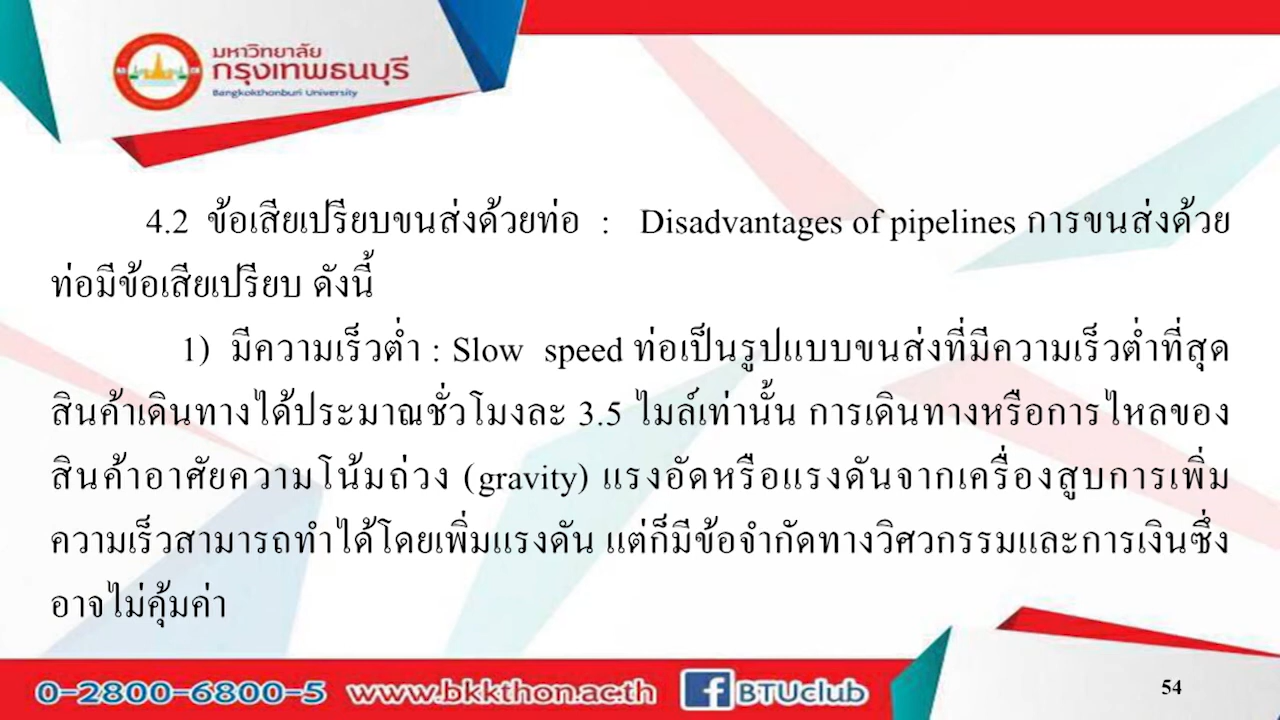 มหาวิทยาลัย
กรุงเทพธนบุรี
Bangkokthonburi University
4.2 ข้อเสียเปรียบขนส่งด้วยท่อ : Disadvantages of pipelines การขนส่งด้วย
ท่อมีข้อเสียเปรียบ ดังนี้
1) มีความเร็วต่ำ : Slow speed ท่อเป็นรูปแบบขนส่งที่มีความเร็วต่ำที่สุด
สินค้าเดินทางได้ประมาณชั่วโมงละ 3.5 ไมล์เท่านั้น การเดินทางหรือการไหลของ
สินค้าอาศัยความโน้มถ่วง (gravity) แรงอัดหรือแรงดันจากเครื่องสูบการเพิ่ม
ความเร็วสามารถทำได้โดยเพิ่มแรงดัน แต่ก็มีข้อจำกัดทางวิศวกรรมและการเงินซึ่ง
อาจไม่คุ้มค่า
0-2800-6800-5 www.bkkthon.ac.th f BTUclub
54